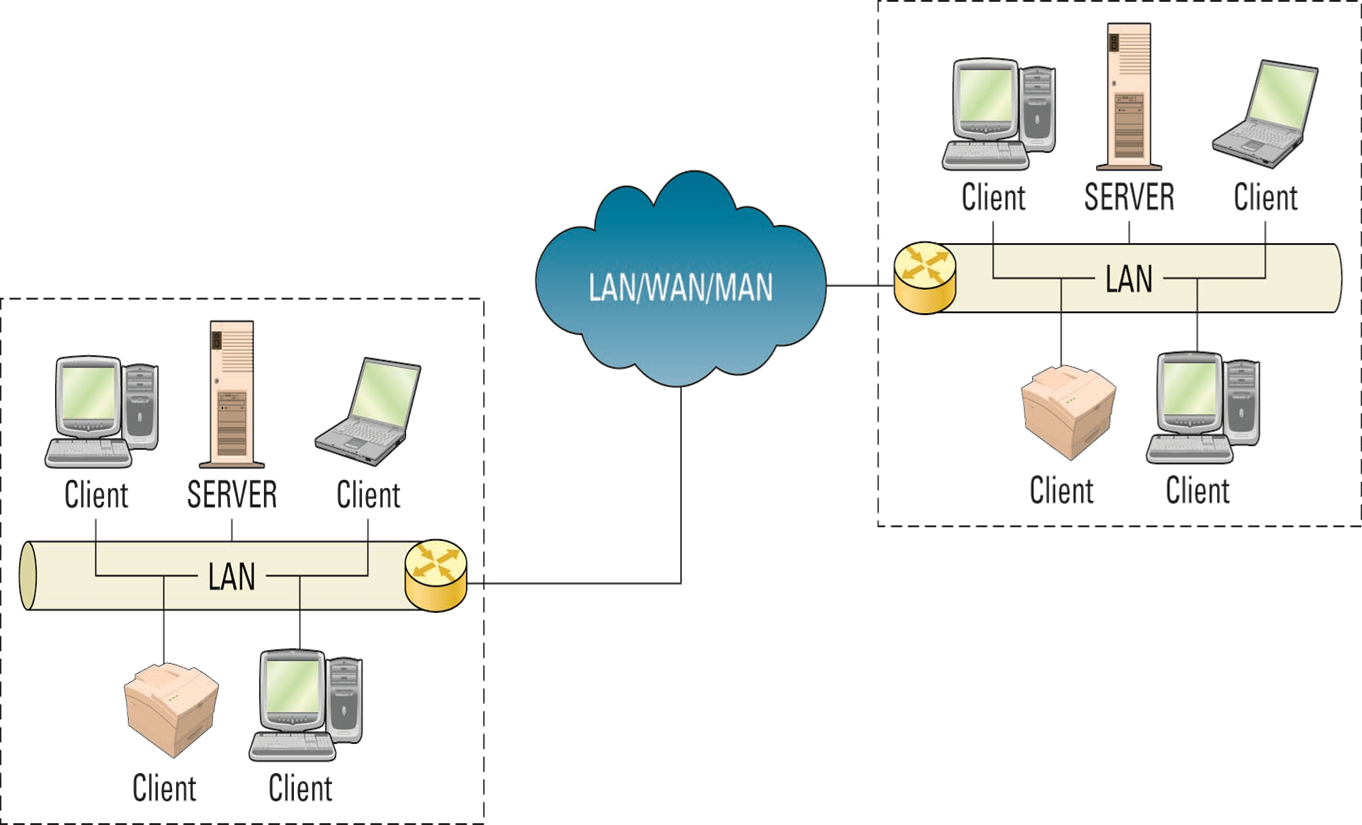 Client
SERVER
Client
LAN
Client
Client
LAN/WAN/MAN
Client
SERVER
Client
LAN
Client
Client